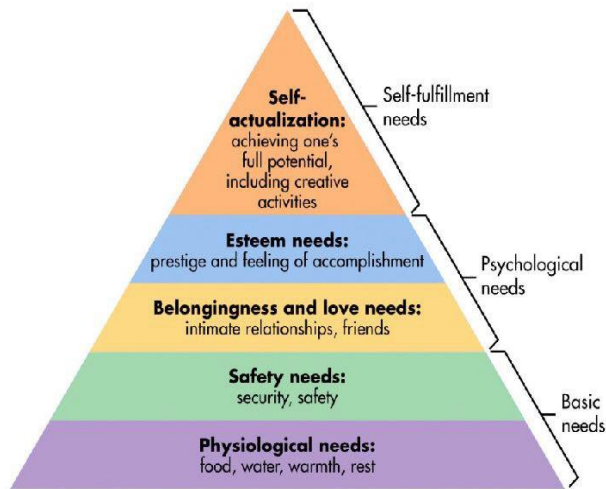 Self-
actualization:
achieving one's
full potential,
including creative
activities
Self-fulfillment
needs
Esteem needs:
prestige and feeling of accomplishment
Psychological
needs
Belongingness and love needs:
intimate relationships, friends
Safety needs:
security, safety
Basic
needs
Physiological needs:
food, water, warmth, rest